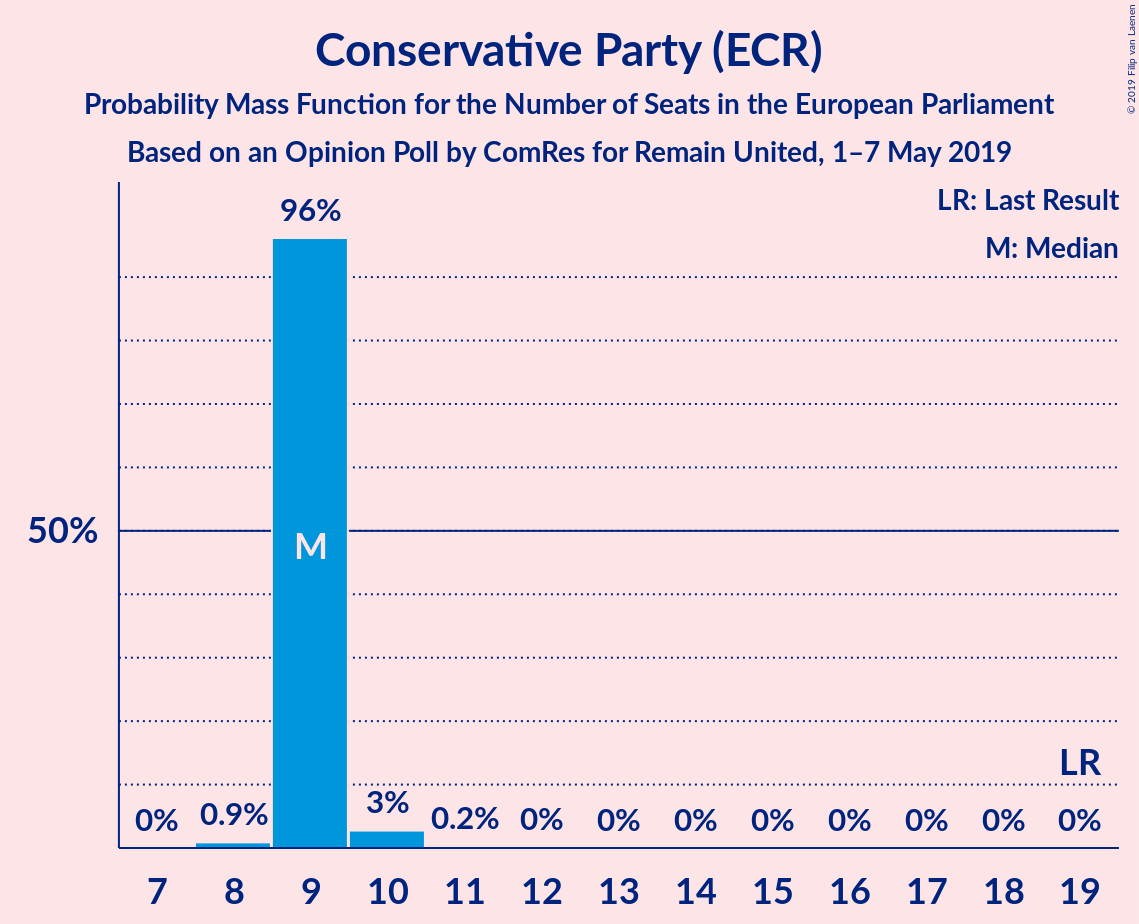 Conservative Party (ECR)
Probability Mass Function for the Number of Seats in the European Parliament
Based on an Opinion Poll by ComRes for Remain United, 1–7 May 2019
© 2019 Filip van Laenen
LR: Last Result
M: Median
96%
50%
M
LR
0% 0.9% 3% 0.2% 0% 0% 0% 0% 0% 0% 0% 0%
7 8 9 10 11 12 13 14 15 16 17 18 19